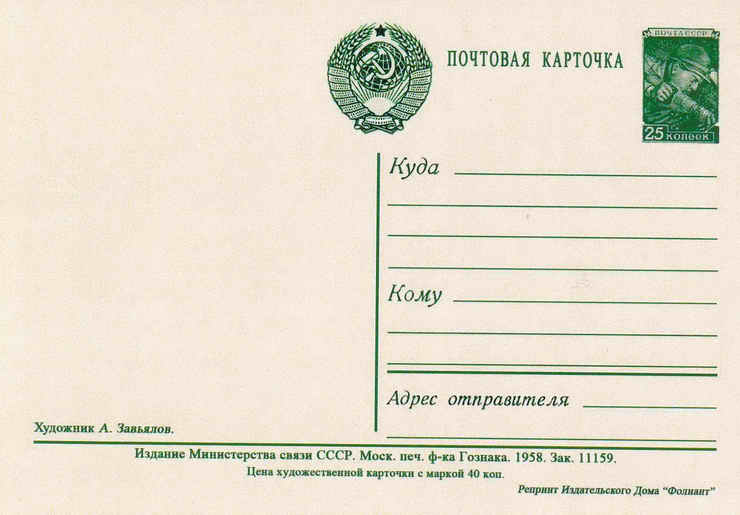 ПОЧТОВАЯ КАРТОЧКА
ПОЧТА СССР
25 КОПЕЕК
Куда
Кому
Адрес отправителя
Художник А. Завьялов.
Издание Министерства связи СССР. Моск. печ. ф-ка Гознака. 1958. Зак. 11159.
Цена художественной карточки с маркой 40 коп.
Репринт Издательского Дома "Фолиант"